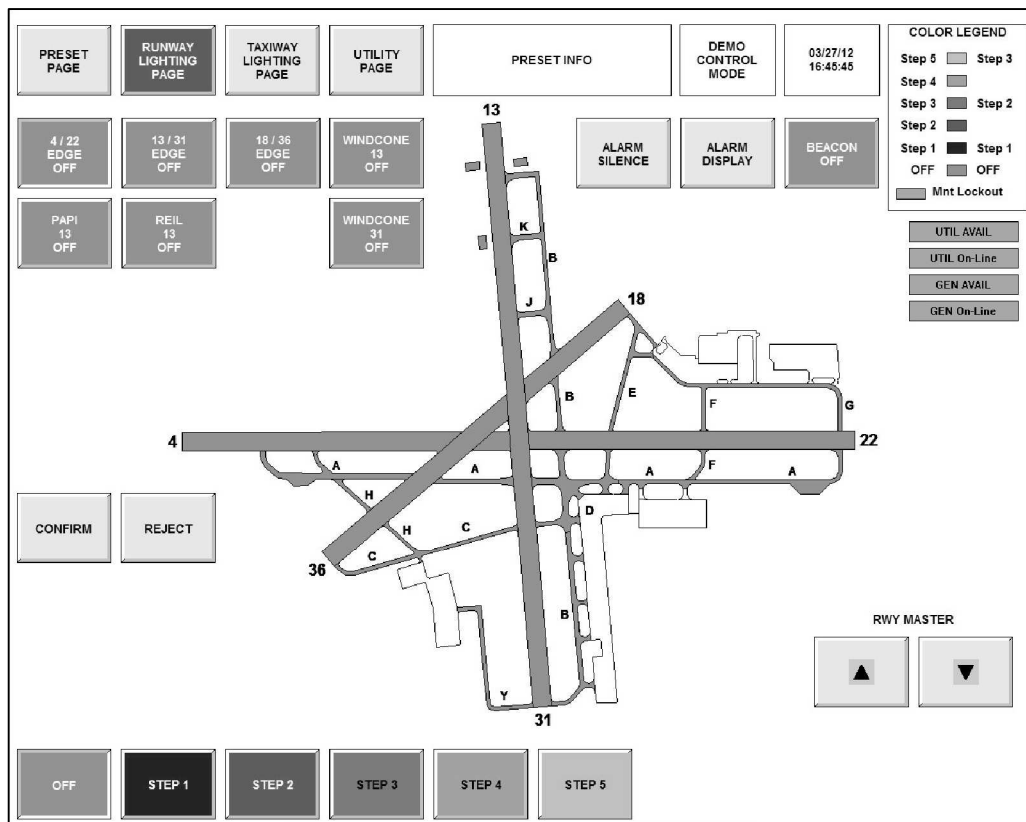 PRESET
PAGE
RUNWAY
LIGHTING
PAGE
TAXIWAY
LIGHTING
PAGE
UTILITY
PAGE
PRESET INFO
DEMO
CONTROL
MODE
03/27/12
16:45:45
COLOR LEGEND
Step 5 Step 3
Step 4
Step 3 Step 2
Step 2
Step 1 Step 1
OFF OFF
Mnt Lockout
4 / 22
EDGE
OFF
13 / 31
EDGE
OFF
18 / 36
EDGE
OFF
WINDCONE
13
OFF
ALARM
SILENCE
ALARM
DISPLAY
BEACON
OFF
PAPI
13
OFF
REIL
13
OFF
WINDCONE
31
OFF
UTIL AVAIL
UTIL On-Line
GEN AVAIL
GEN On-Line
13
K
B
J
18
B
E
F
G
4
22
A
A
A
F
A
H
D
H
C
C
36
B
Y
31
CONFIRM
REJECT
RWY MASTER
OFF
STEP 1
STEP 2
STEP 3
STEP 4
STEP 5